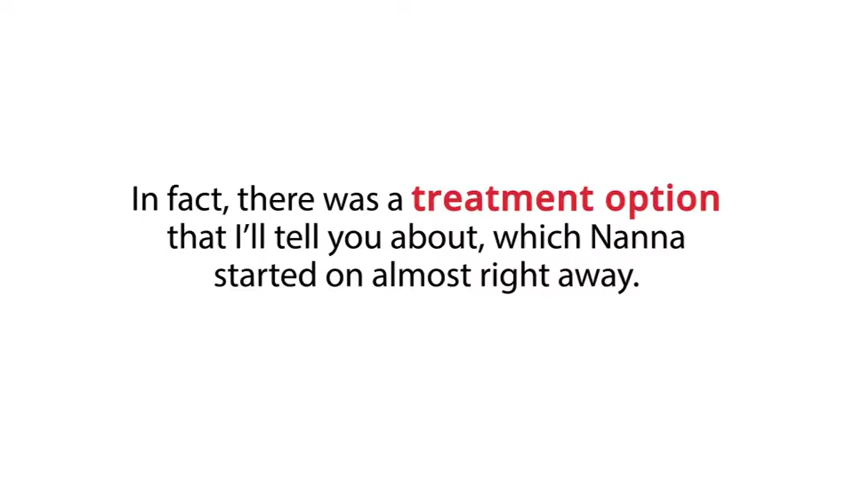 In fact, there was a treatment option
that I’ll tell you about, which Nanna
started on almost right away.